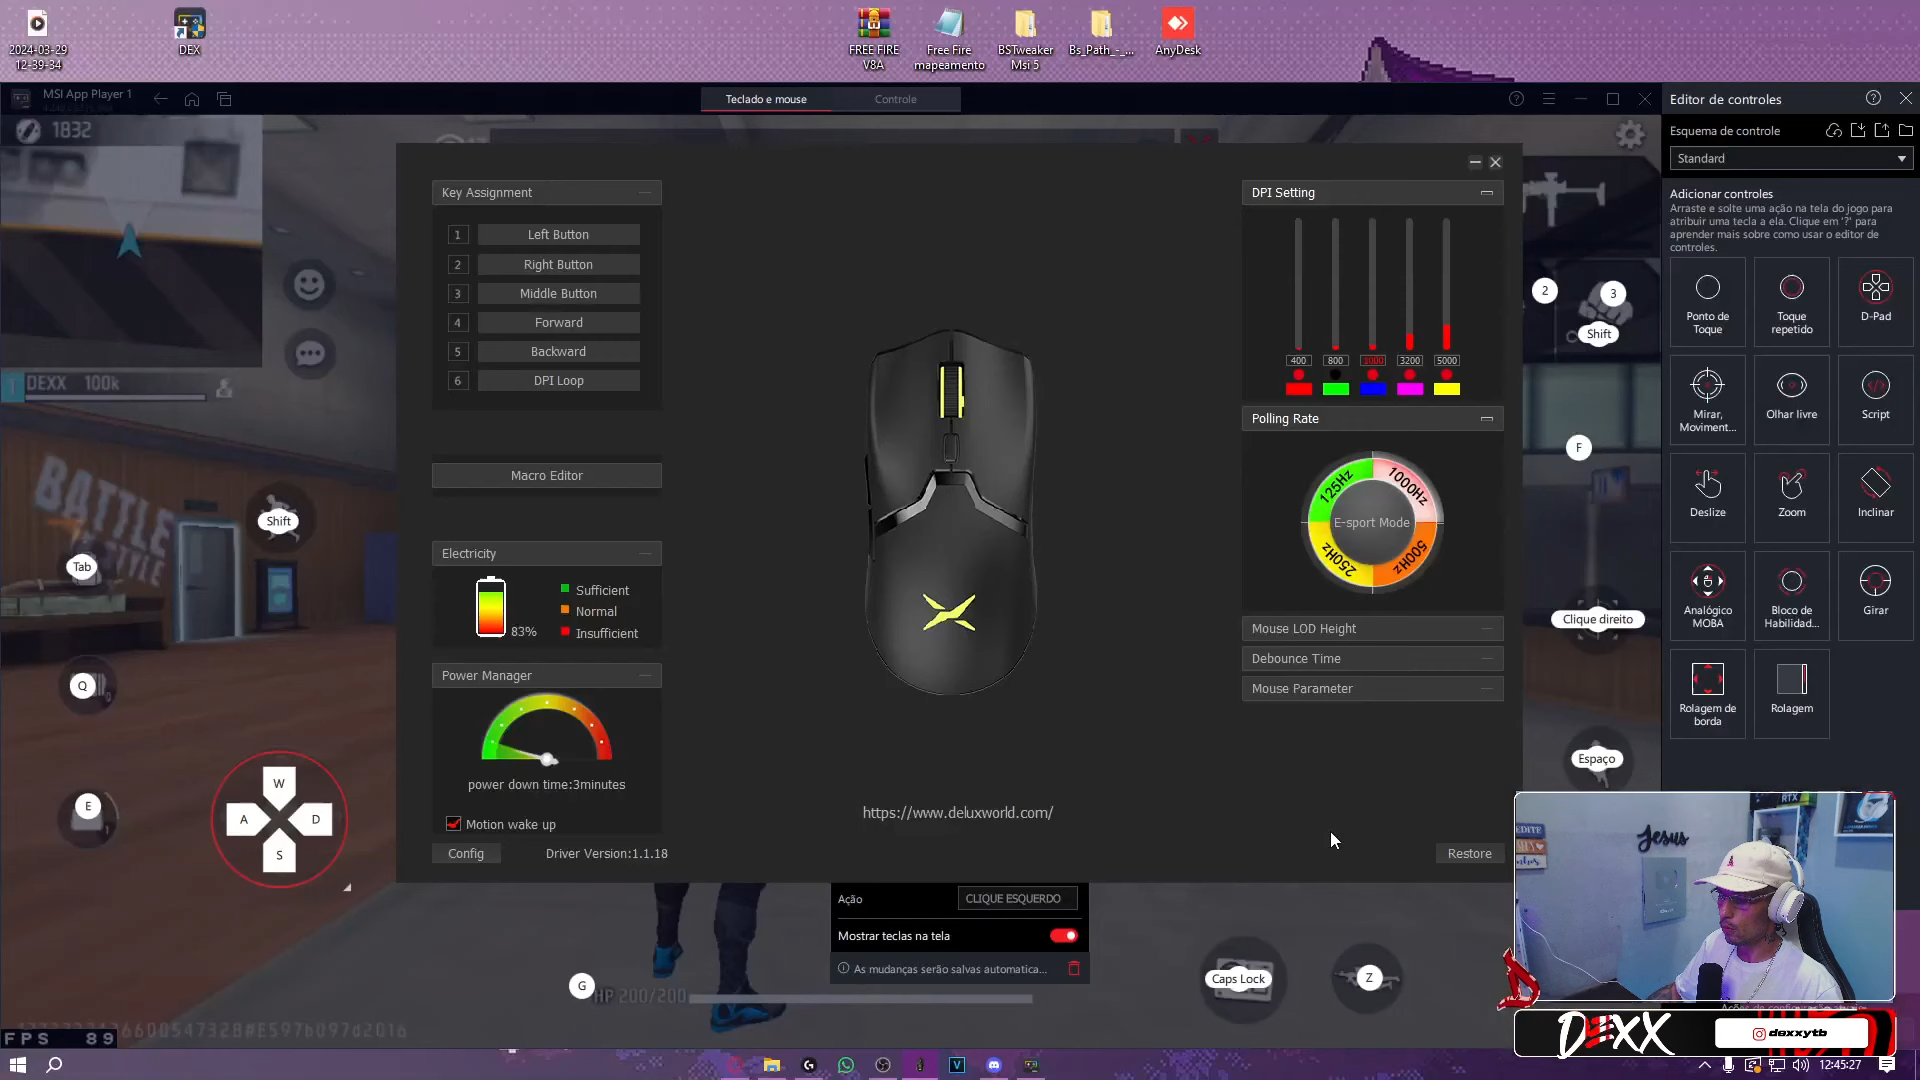 2024-03-29
12-39-34
DEX
FREE FIRE
V8A
Free Fire
mapeamento
BSTweaker
Msi 5
Bs_Path_-_...
AnyDesk
MSI App Player 1
Teclado e mouse
Controle
Editor de controles
Esquema de controle
Standard
Adicionar controles
Arraste e solte uma ação na tela do jogo para
atribuir uma tecla a ela. Clique em '?' para
aprender mais sobre como usar o editor de
controles.
Ponto de
Toque
Toque
repetido
D-Pad
Mirar,
Moviment...
Olhar livre
Script
Deslize
Zoom
Inclinar
Analógico
MOBA
Bloco de
Habilidad...
Girar
Rolagem de
borda
Rolagem
1832
DEXX 100k
BATTLE
STYLE
Shift
Tab
Q
E
W
A
D
S
G
HP 200/200
FPS 89
Key Assignment
1 Left Button
2 Right Button
3 Middle Button
4 Forward
5 Backward
6 DPI Loop
Macro Editor
Electricity
83%
Sufficient
Normal
Insufficient
Power Manager
power down time:3minutes
Motion wake up
Config
Driver Version:1.1.18
https://www.deluxworld.com/
DPI Setting
400 800 1600 3200 5000
Polling Rate
125Hz
1000Hz
E-sport Mode
250Hz
500Hz
Mouse LOD Height
Debounce Time
Mouse Parameter
Restore
2
3
Shift
F
Clique direito
Espaço
Ação
CLIQUE ESQUERDO
Mostrar teclas na tela
As mudanças serão salvas automatica...
Caps Lock
Z
Jesus
RTX
DEXX
dexxytb
12:45:27